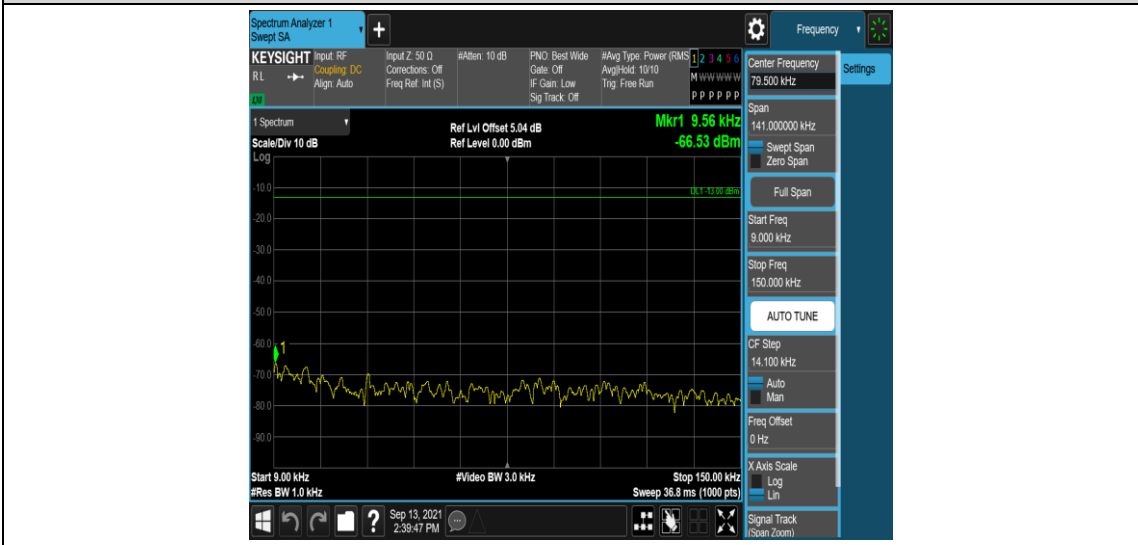 Spectrum Analyzer 1
Swept SA
+
Frequency
KEYSIGHT
RL
LXI
Input: RF
Coupling: DC
Align: Auto
Input Z: 50 Ω
Corrections: Off
Freq Ref: Int (S)
#Atten: 10 dB
PNO: Best Wide
Gate: Off
IF Gain: Low
Sig Track: Off
#Avg Type: Power (RMS
Avg|Hold: 10/10
Trig: Free Run
1 2 3 4 5 6
M W W W W W
P P P P P P
1 Spectrum
Scale/Div 10 dB
Log
Ref Lvl Offset 5.04 dB
Ref Level 0.00 dBm
Mkr1 9.56 kHz
-66.53 dBm
DL1 -13.00 dBm
-10.0
-20.0
-30.0
-40.0
-50.0
-60.0
1
-70.0
-80.0
-90.0
Start 9.00 kHz
#Res BW 1.0 kHz
#Video BW 3.0 kHz
Stop 150.00 kHz
Sweep 36.8 ms (1000 pts)
?
Sep 13, 2021
2:39:47 PM
Center Frequency
79.500 kHz
Span
141.000000 kHz
Swept Span
Zero Span
Full Span
Start Freq
9.000 kHz
Stop Freq
150.000 kHz
AUTO TUNE
CF Step
14.100 kHz
Auto
Man
Freq Offset
0 Hz
X Axis Scale
Log
Lin
Signal Track
(Span Zoom)
Settings